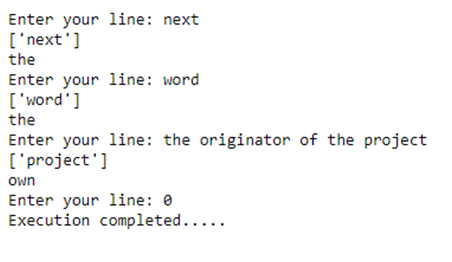 Enter your line: next
['next']
the
Enter your line: word
['word']
the
Enter your line: the originator of the project
['project']
own
Enter your line: 0
Execution completed.....